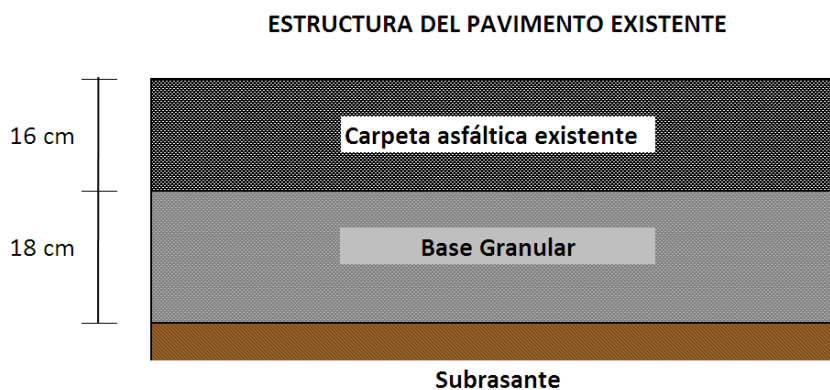 ESTRUCTURA DEL PAVIMENTO EXISTENTE
16 cm
Carpeta asfáltica existente
18 cm
Base Granular
Subrasante